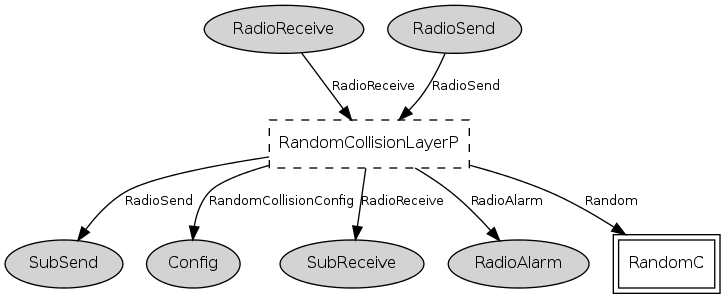 RadioReceive
RadioSend
RadioReceive
RadioSend
RandomCollisionLayerP
RadioSend
RandomCollisionConfig
RadioReceive
RadioAlarm
Random
SubSend
Config
SubReceive
RadioAlarm
RandomC